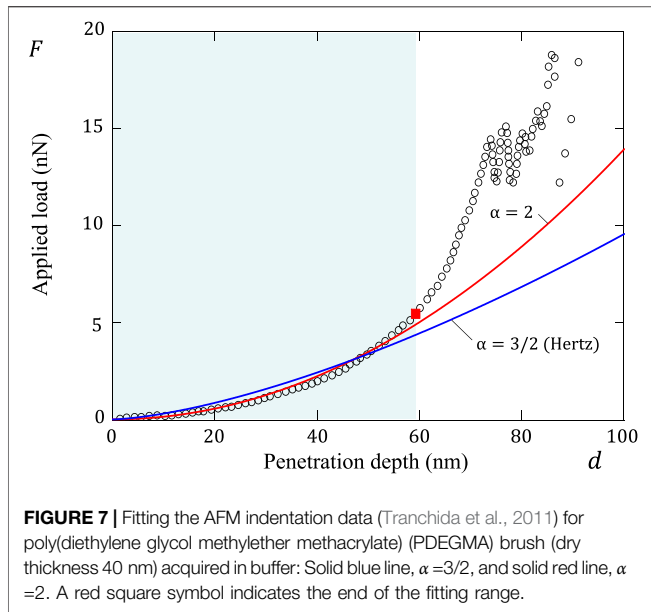 20
F
15
Applied load (nN)
α = 2
10
5
α = 3/2 (Hertz)
0
0 20 40 60 80 100
Penetration depth (nm) d
FIGURE 7 | Fitting the AFM indentation data (Tranchida et al., 2011) for
poly(diethylene glycol methylether methacrylate) (PDEGMA) brush (dry
thickness 40 nm) acquired in buffer: Solid blue line, α =3/2, and solid red line, α
=2. A red square symbol indicates the end of the fitting range.